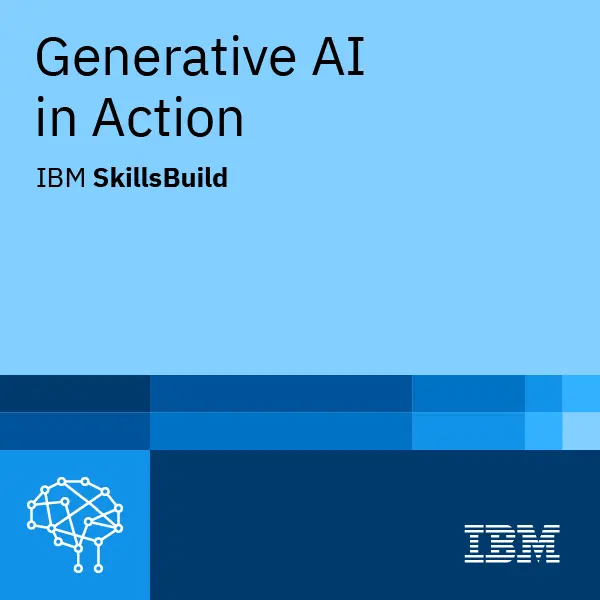 Generative AI
in Action
IBM SkillsBuild
IBM